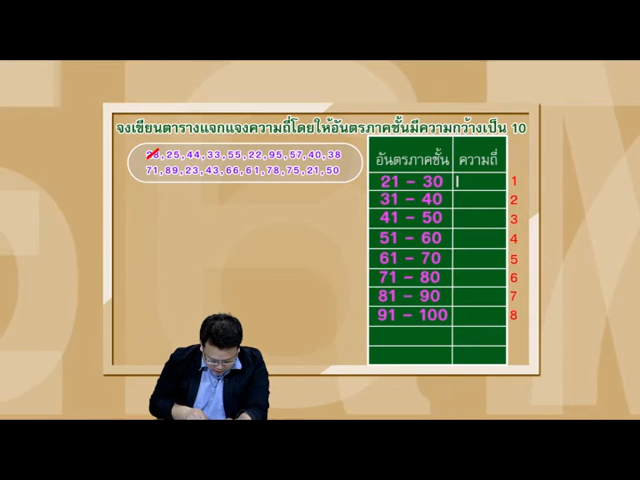 จงเขียนตารางแจกแจงความถี่โดยให้อันตรภาคชั้นมีความกว้างเป็น 10
,25,44,33,55,22,95,57,40,38
71,89,23,43,66,61,78,75,21,50
อันตรภาคชั้น ความถี่
21 - 30 | 1
31 - 40 2
41 - 50 3
51 - 60 4
61 - 70 5
71 - 80 6
81 - 90 7
91 - 100 8